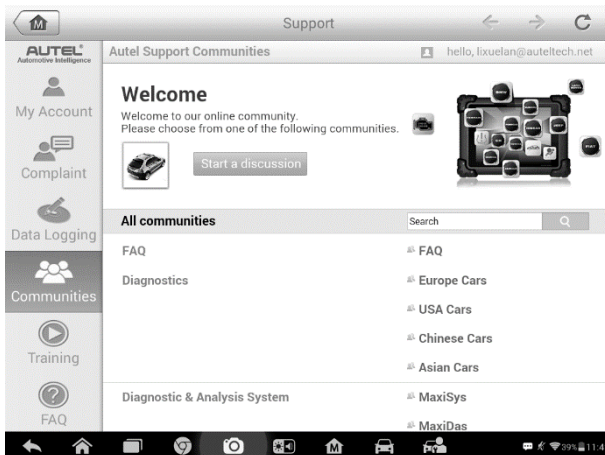 Support
AUTEL
Automotive Intelligence
Autel Support Communities
hello, lixuelan@auteltech.net
My Account
Complaint
Data Logging
Communities
Training
FAQ
Welcome
Welcome to our online community.
Please choose from one of the following communities.
Start a discussion
All communities
Search
FAQ
FAQ
Diagnostics
Europe Cars
USA Cars
Chinese Cars
Asian Cars
Diagnostic & Analysis System
MaxiSys
MaxiDas
39%